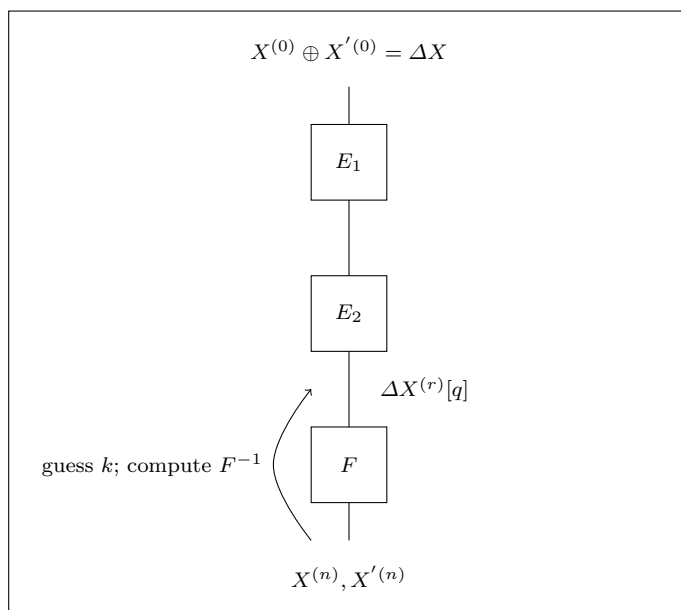 X^{(0)} ⊕ X^{'(0)} = ΔX
E_1
E_2
ΔX^{(r)}[q]
guess k; compute F^{-1}
F
X^{(n)}, X^{'(n)}